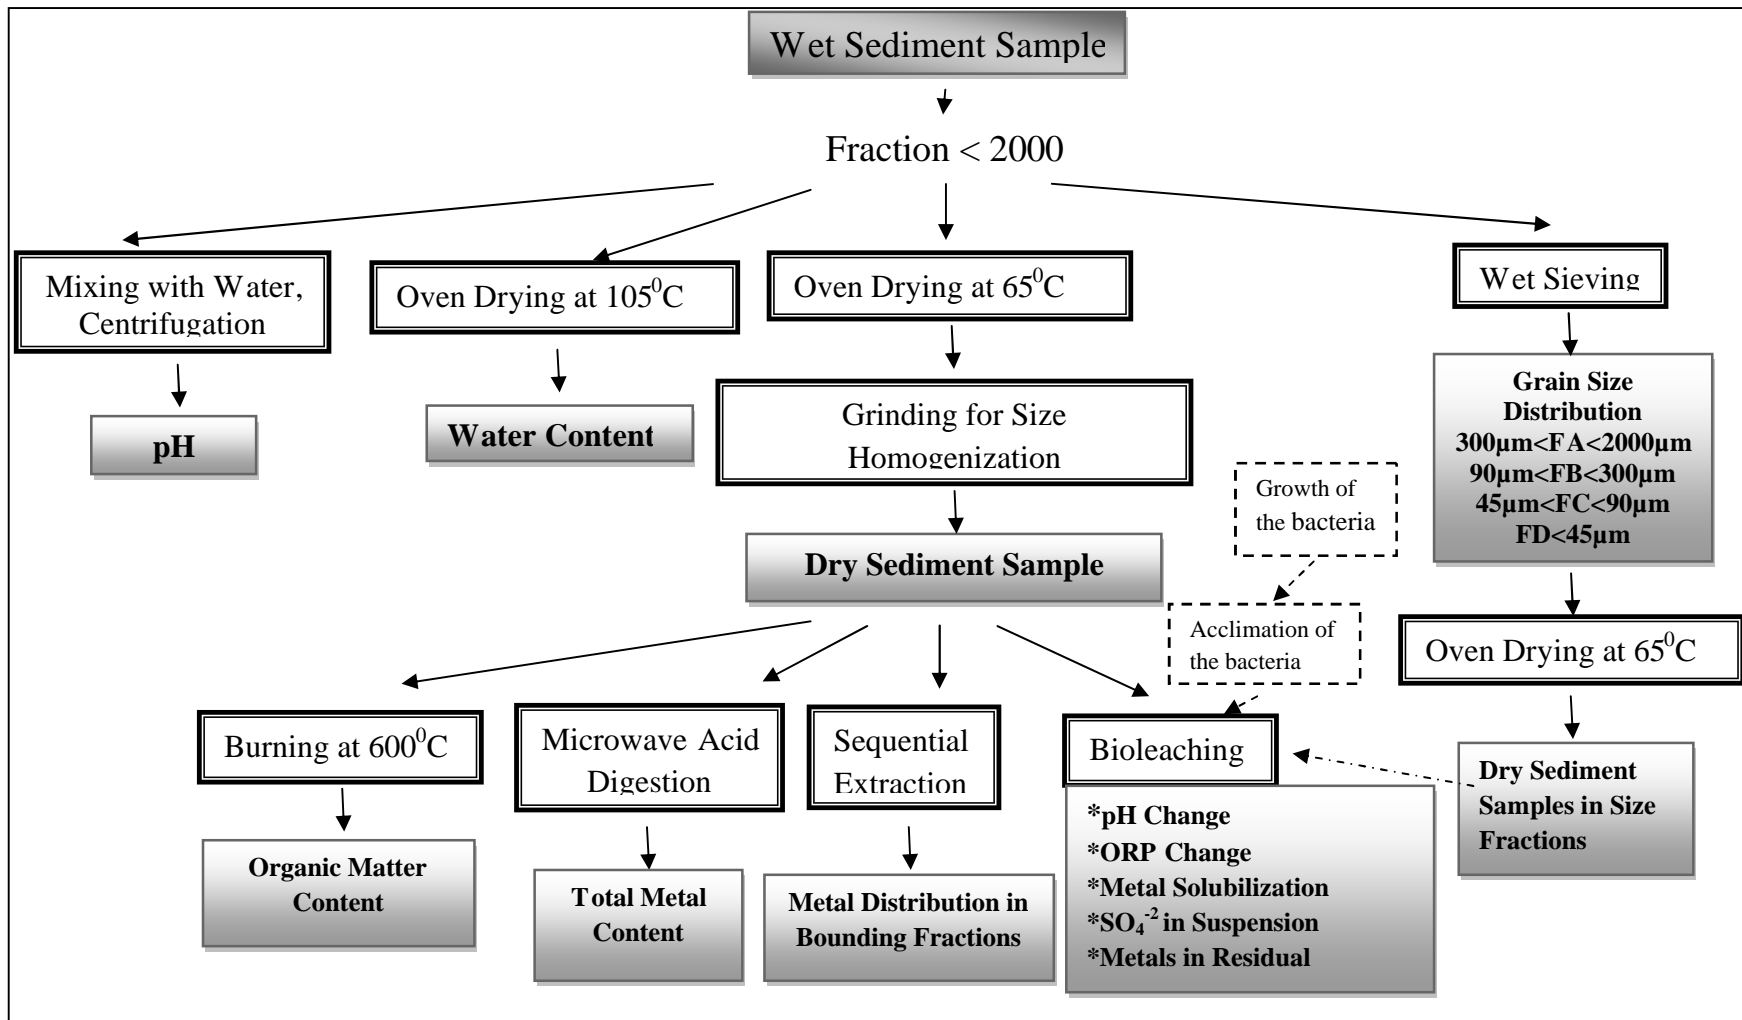 Wet Sediment Sample
Fraction < 2000
Mixing with Water,
Centrifugation
Oven Drying at 105⁰C
Oven Drying at 65⁰C
Wet Sieving
pH
Water Content
Grinding for Size
Homogenization
Grain Size
Distribution
300µm<FA<2000µm
90µm<FB<300µm
45µm<FC<90µm
FD<45µm
Growth of
the bacteria
Dry Sediment Sample
Acclimation of
the bacteria
Oven Drying at 65⁰C
Burning at 600⁰C
Microwave Acid
Digestion
Sequential
Extraction
Bioleaching
Dry Sediment
Samples in Size
Fractions
Organic Matter
Content
Total Metal
Content
Metal Distribution in
Bounding Fractions
*pH Change
*ORP Change
*Metal Solubilization
*SO₄⁻² in Suspension
*Metals in Residual